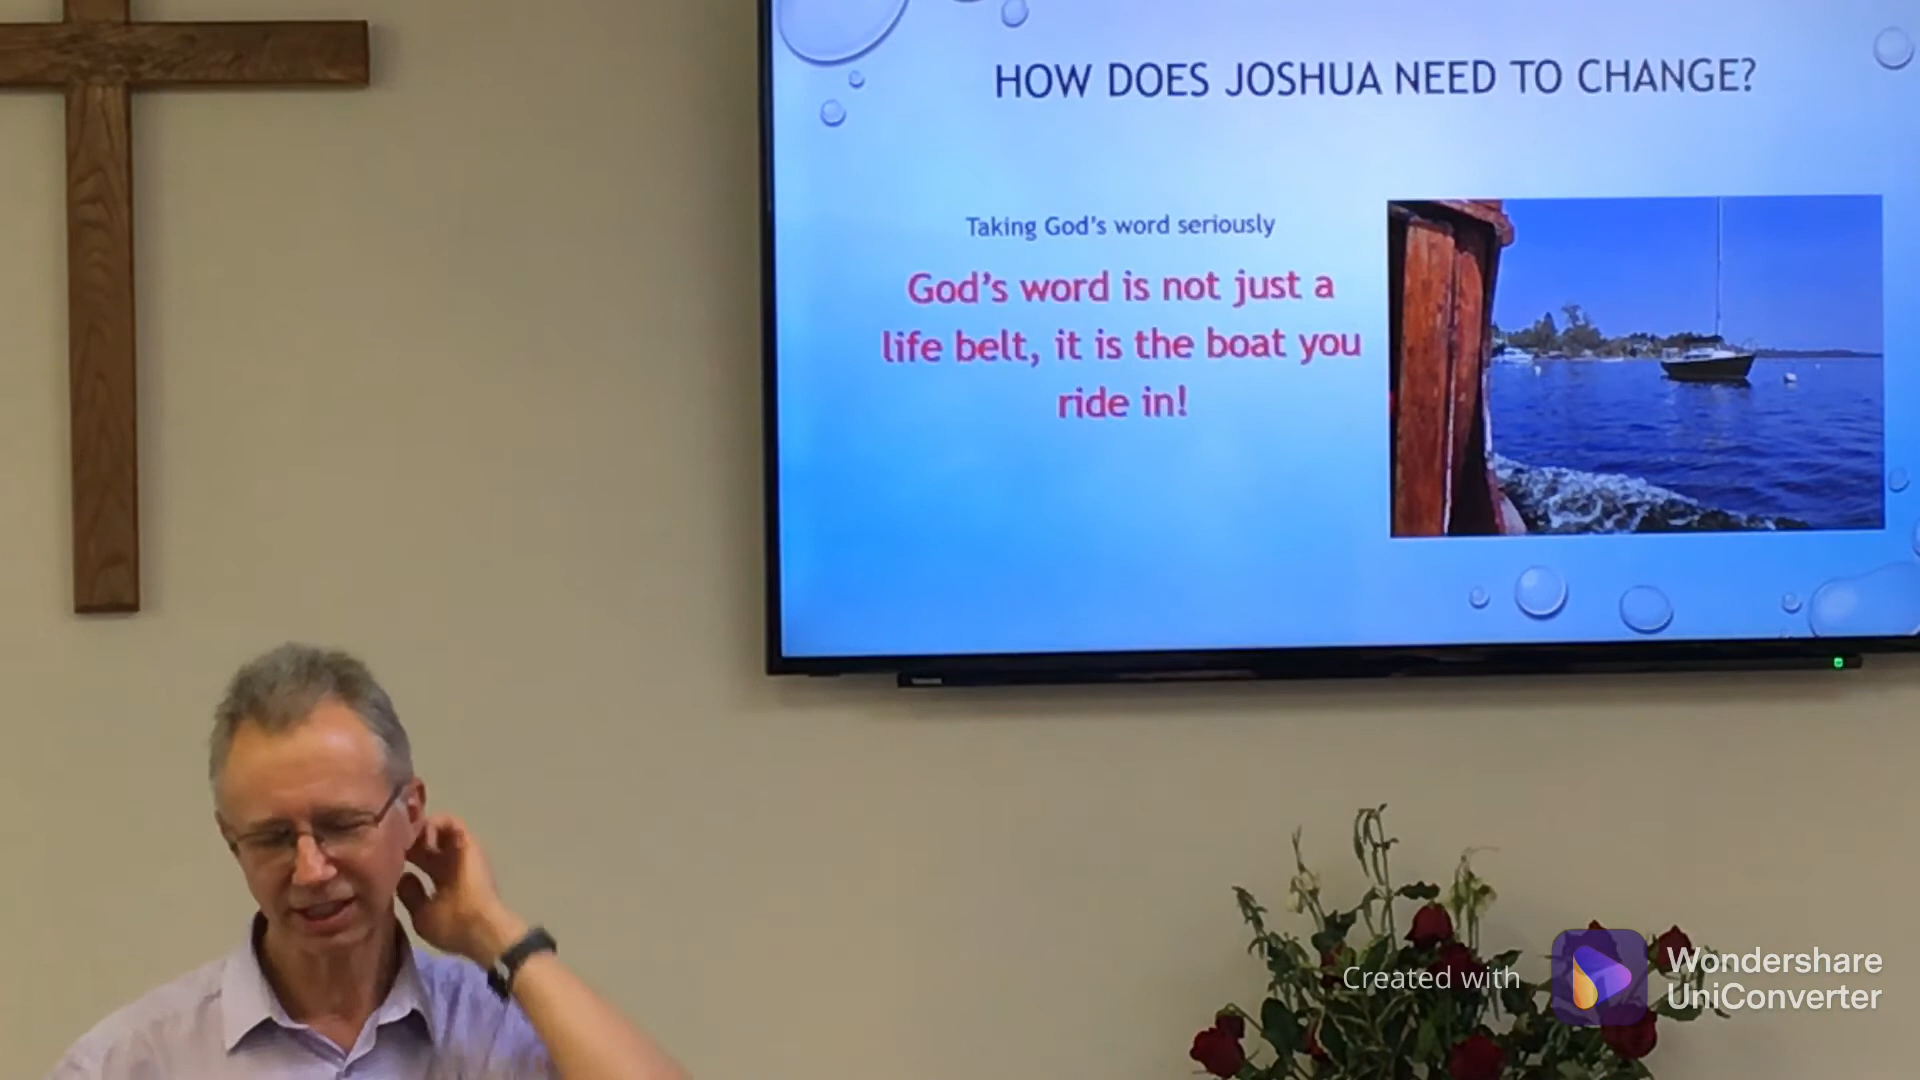 HOW DOES JOSHUA NEED TO CHANGE?
Taking God's word seriously
God's word is not just a
life belt, it is the boat you
ride in!
Created with
Wondershare
UniConverter